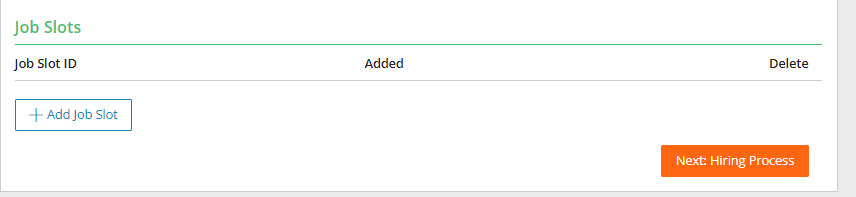 Job Slots
Job Slot ID Added Delete
Add Job Slot
Next: Hiring Process